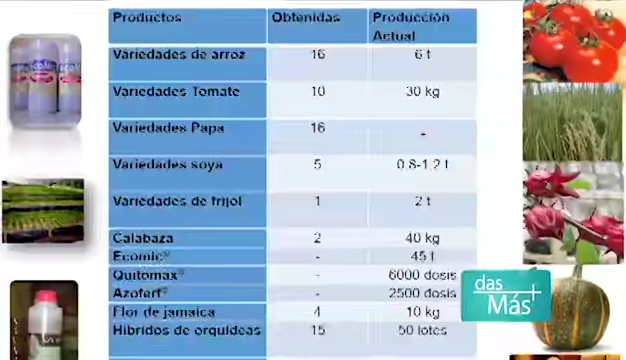 Productos Obtenidas Producción
Actual
Variedades de arroz 16 6 t
Variedades Tomate 10 30 kg
Variedades Papa 16 -
Variedades soya 5 0,8-1,2 t
Variedades de frijol 1 2 t
Calabaza 2 40 kg
Ecomic® - 45 t
Quitomax® - 6000 dosis
Azofert® - 2500 dosis
Flor de jamaica 4 10 kg
Híbridos de orquídeas 15 50 lotes
das
Más+